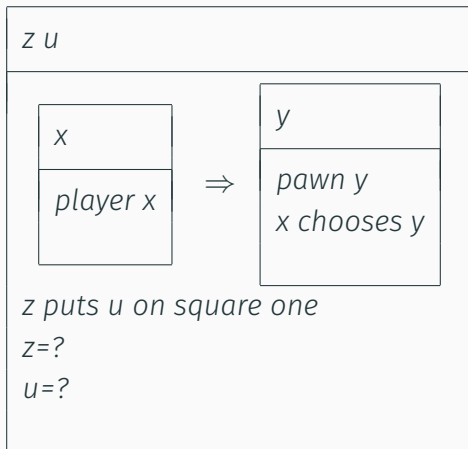 z u
x
player x
⇒
y
pawn y
x chooses y
z puts u on square one
z=?
u=?